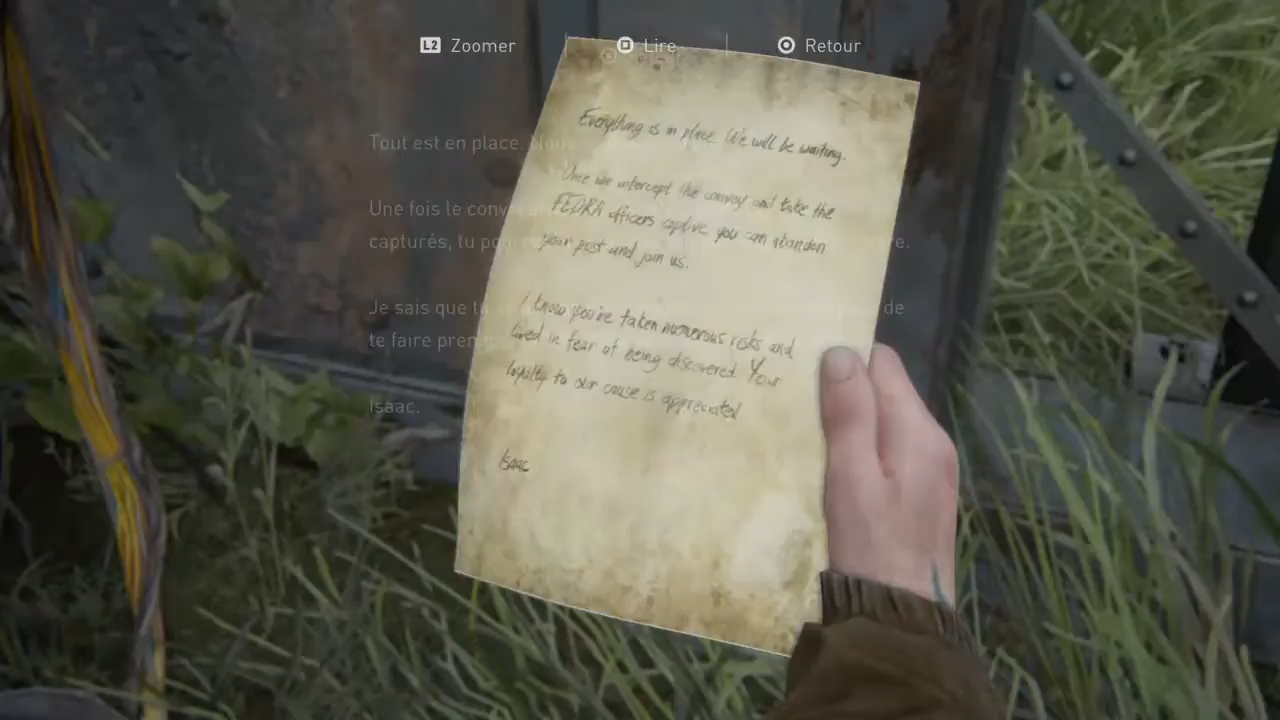 L2 Zoomer
Lire
Retour
Everything is in place. We will be waiting.
Once we intercept the convoy and take the
FEDRA officers captive, you can abandon
your post and join us.
I know you've taken numerous risks and
lived in fear of being discovered. Your
loyalty to our cause is appreciated
Isaac
Tout est en place.
Une fois le
capturés, tu
Je sais que
de
te faire
Isaac.